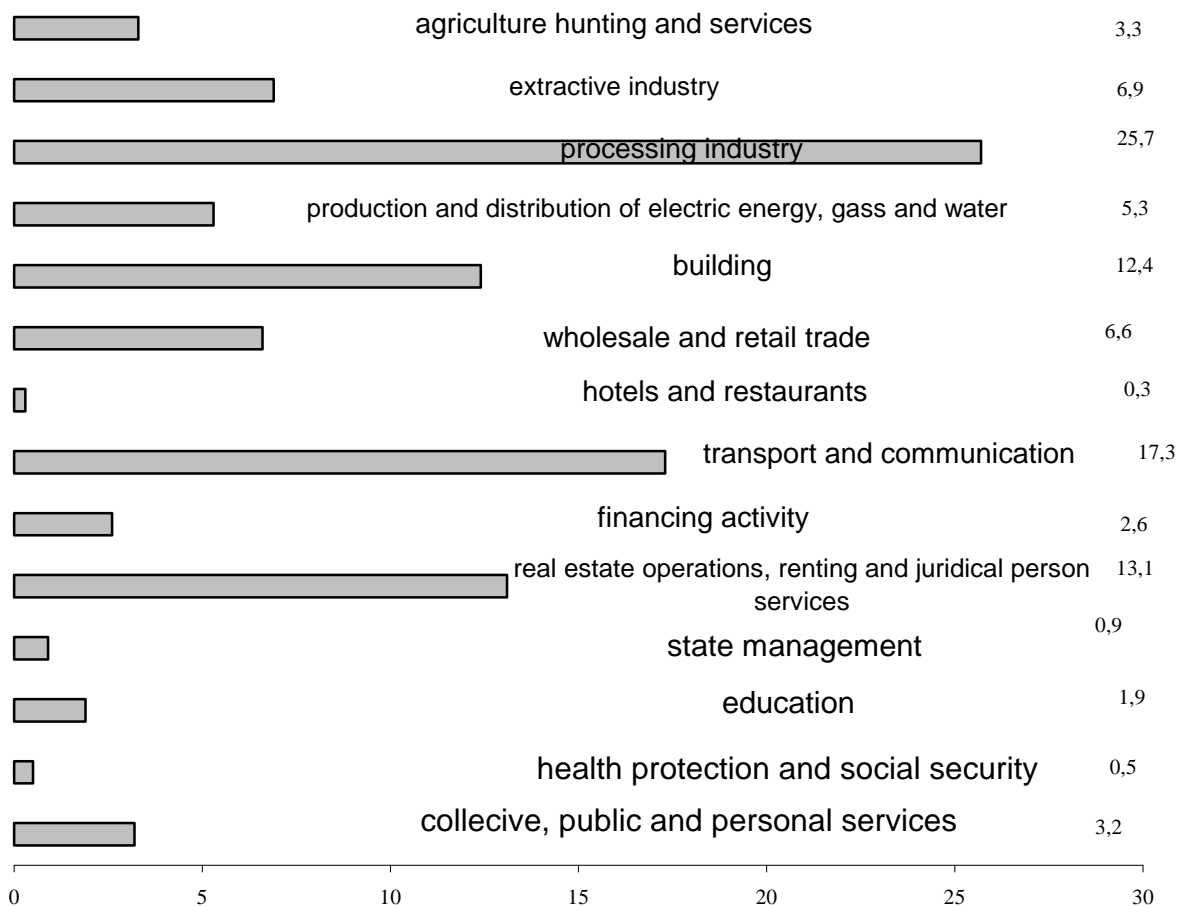 agriculture hunting and services 3,3
extractive industry 6,9
processing industry 25,7
production and distribution of electric energy, gass and water 5,3
building 12,4
wholesale and retail trade 6,6
hotels and restaurants 0,3
transport and communication 17,3
financing activity 2,6
real estate operations, renting and juridical person 13,1
services
0,9
state management
education 1,9
health protection and social security 0,5
collecive, public and personal services 3,2
0 5 10 15 20 25 30